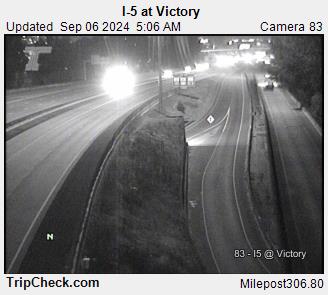 I-5 at Victory
Updated  Sep 06 2024  5:06 AM
Camera 83
N
83 - I5 @ Victory
TripCheck.com
Milepost306.80